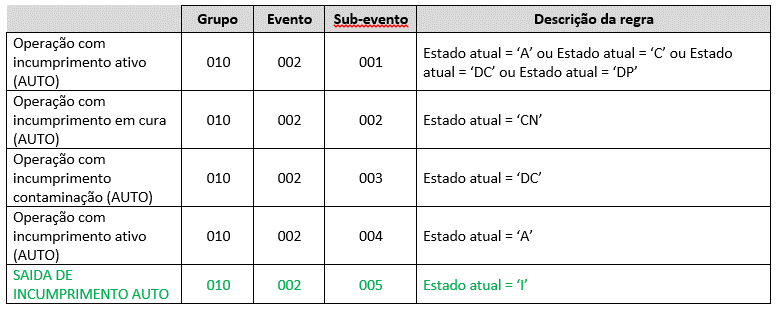 Grupo Evento Sub-evento Descrição da regra
Operação com
incumprimento ativo
(AUTO)
010 002 001
Estado atual = ‘A’ ou Estado atual = ‘C’ ou Estado
atual = ‘DC’ ou Estado atual = ‘DP’
Operação com
incumprimento em cura
(AUTO)
010 002 002 Estado atual = ‘CN’
Operação com
incumprimento
contaminação (AUTO)
010 002 003 Estado atual = ‘DC’
Operação com
incumprimento ativo
(AUTO)
010 002 004 Estado atual = ‘A’
SAIDA DE
INCUMPRIMENTO AUTO
010 002 005 Estado atual = ‘I’